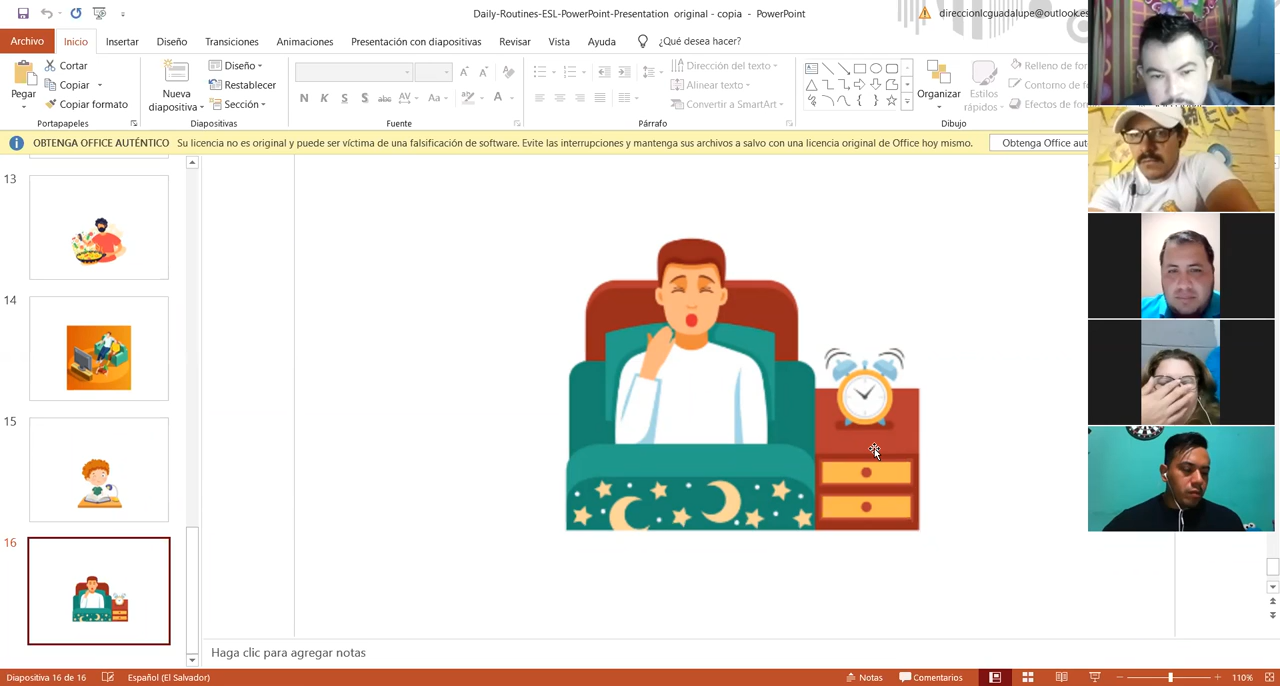 Daily-Routines-ESL-PowerPoint-Presentation original - copia - PowerPoint
direccionlcguadalupe@outlook.es
Archivo
Inicio
Insertar
Diseño
Transiciones
Animaciones
Presentación con diapositivas
Revisar
Vista
Ayuda
¿Qué desea hacer?
Pegar
Cortar
Copiar
Copiar formato
Portapapeles
Nueva
diapositiva
Diseño
Restablecer
Sección
Diapositivas
N K S S abc AV Aa A
Fuente
Dirección del texto
Alinear texto
Convertir a SmartArt
Párrafo
Organizar
Estilos
rápidos
Relleno de for
Contorno de for
Efectos de for
Dibujo
OBTENGA OFFICE AUTÉNTICO Su licencia no es original y puede ser víctima de una falsificación de software. Evite las interrupciones y mantenga sus archivos a salvo con una licencia original de Office hoy mismo.
Obtenga Office aut
13
14
15
16
Haga clic para agregar notas
Diapositiva 16 de 16
Español (El Salvador)
Notas
Comentarios
110%